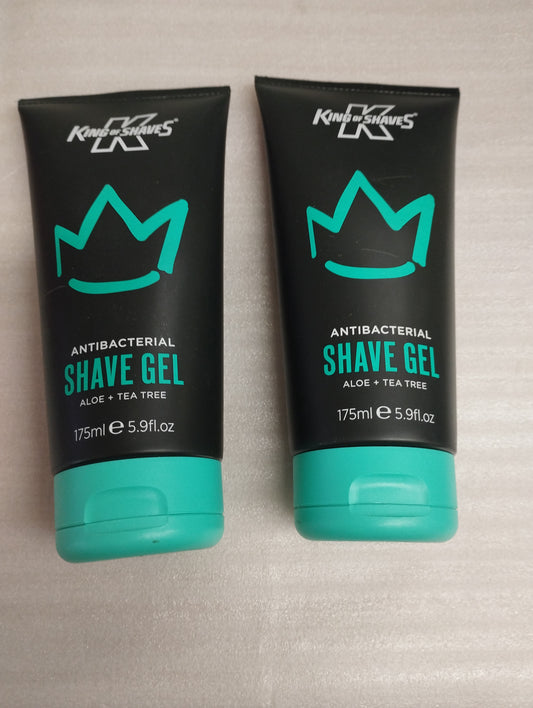 KING OF SHAVES
K
ANTIBACTERIAL
SHAVE GEL
ALOE + TEA TREE
175ml e 5.9fl.oz
KING OF SHAVES
K
ANTIBACTERIAL
SHAVE GEL
ALOE + TEA TREE
175ml e 5.9fl.oz